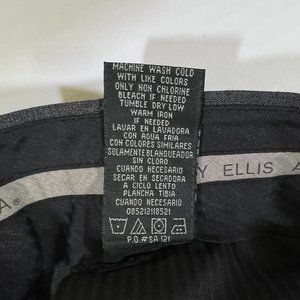 MACHINE WASH COLD
WITH LIKE COLORS
ONLY NON CHLORINE
BLEACH IF NEEDED
TUMBLE DRY LOW
WARM IRON
IF NEEDED
LAVAR EN LAVADORA
CON AGUA FRIA
CON COLORES SIMILARES
SOLAMENTE BLANQUEADOR
SIN CLORO
CUANDO NECESARIO
SECAR EN SECADORA
A CICLO LENTO
PLANCHA TIBIA
CUANDO NECESARIO
085212118521
P.O.#SA 121
A®
Y ELLIS A